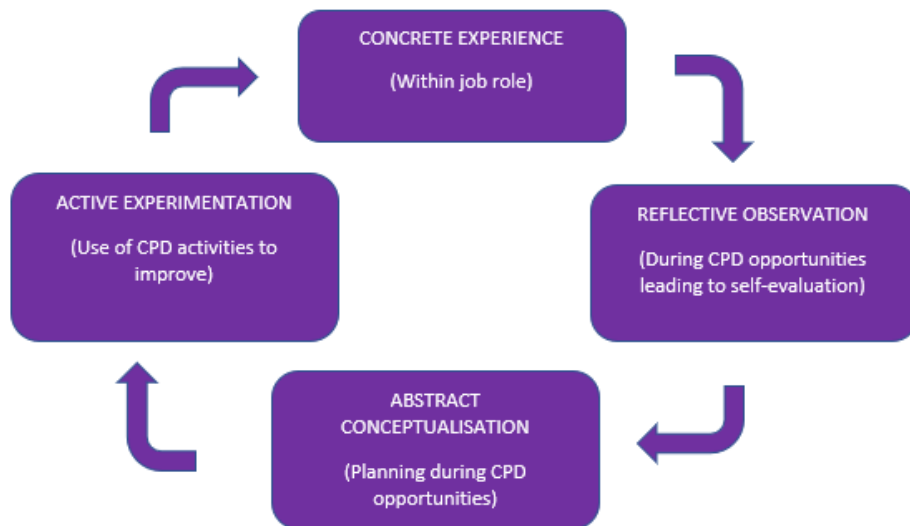 CONCRETE EXPERIENCE
(Within job role)
ACTIVE EXPERIMENTATION
(Use of CPD activities to
improve)
REFLECTIVE OBSERVATION
(During CPD opportunities
leading to self-evaluation)
ABSTRACT
CONCEPTUALISATION
(Planning during CPD
opportunities)